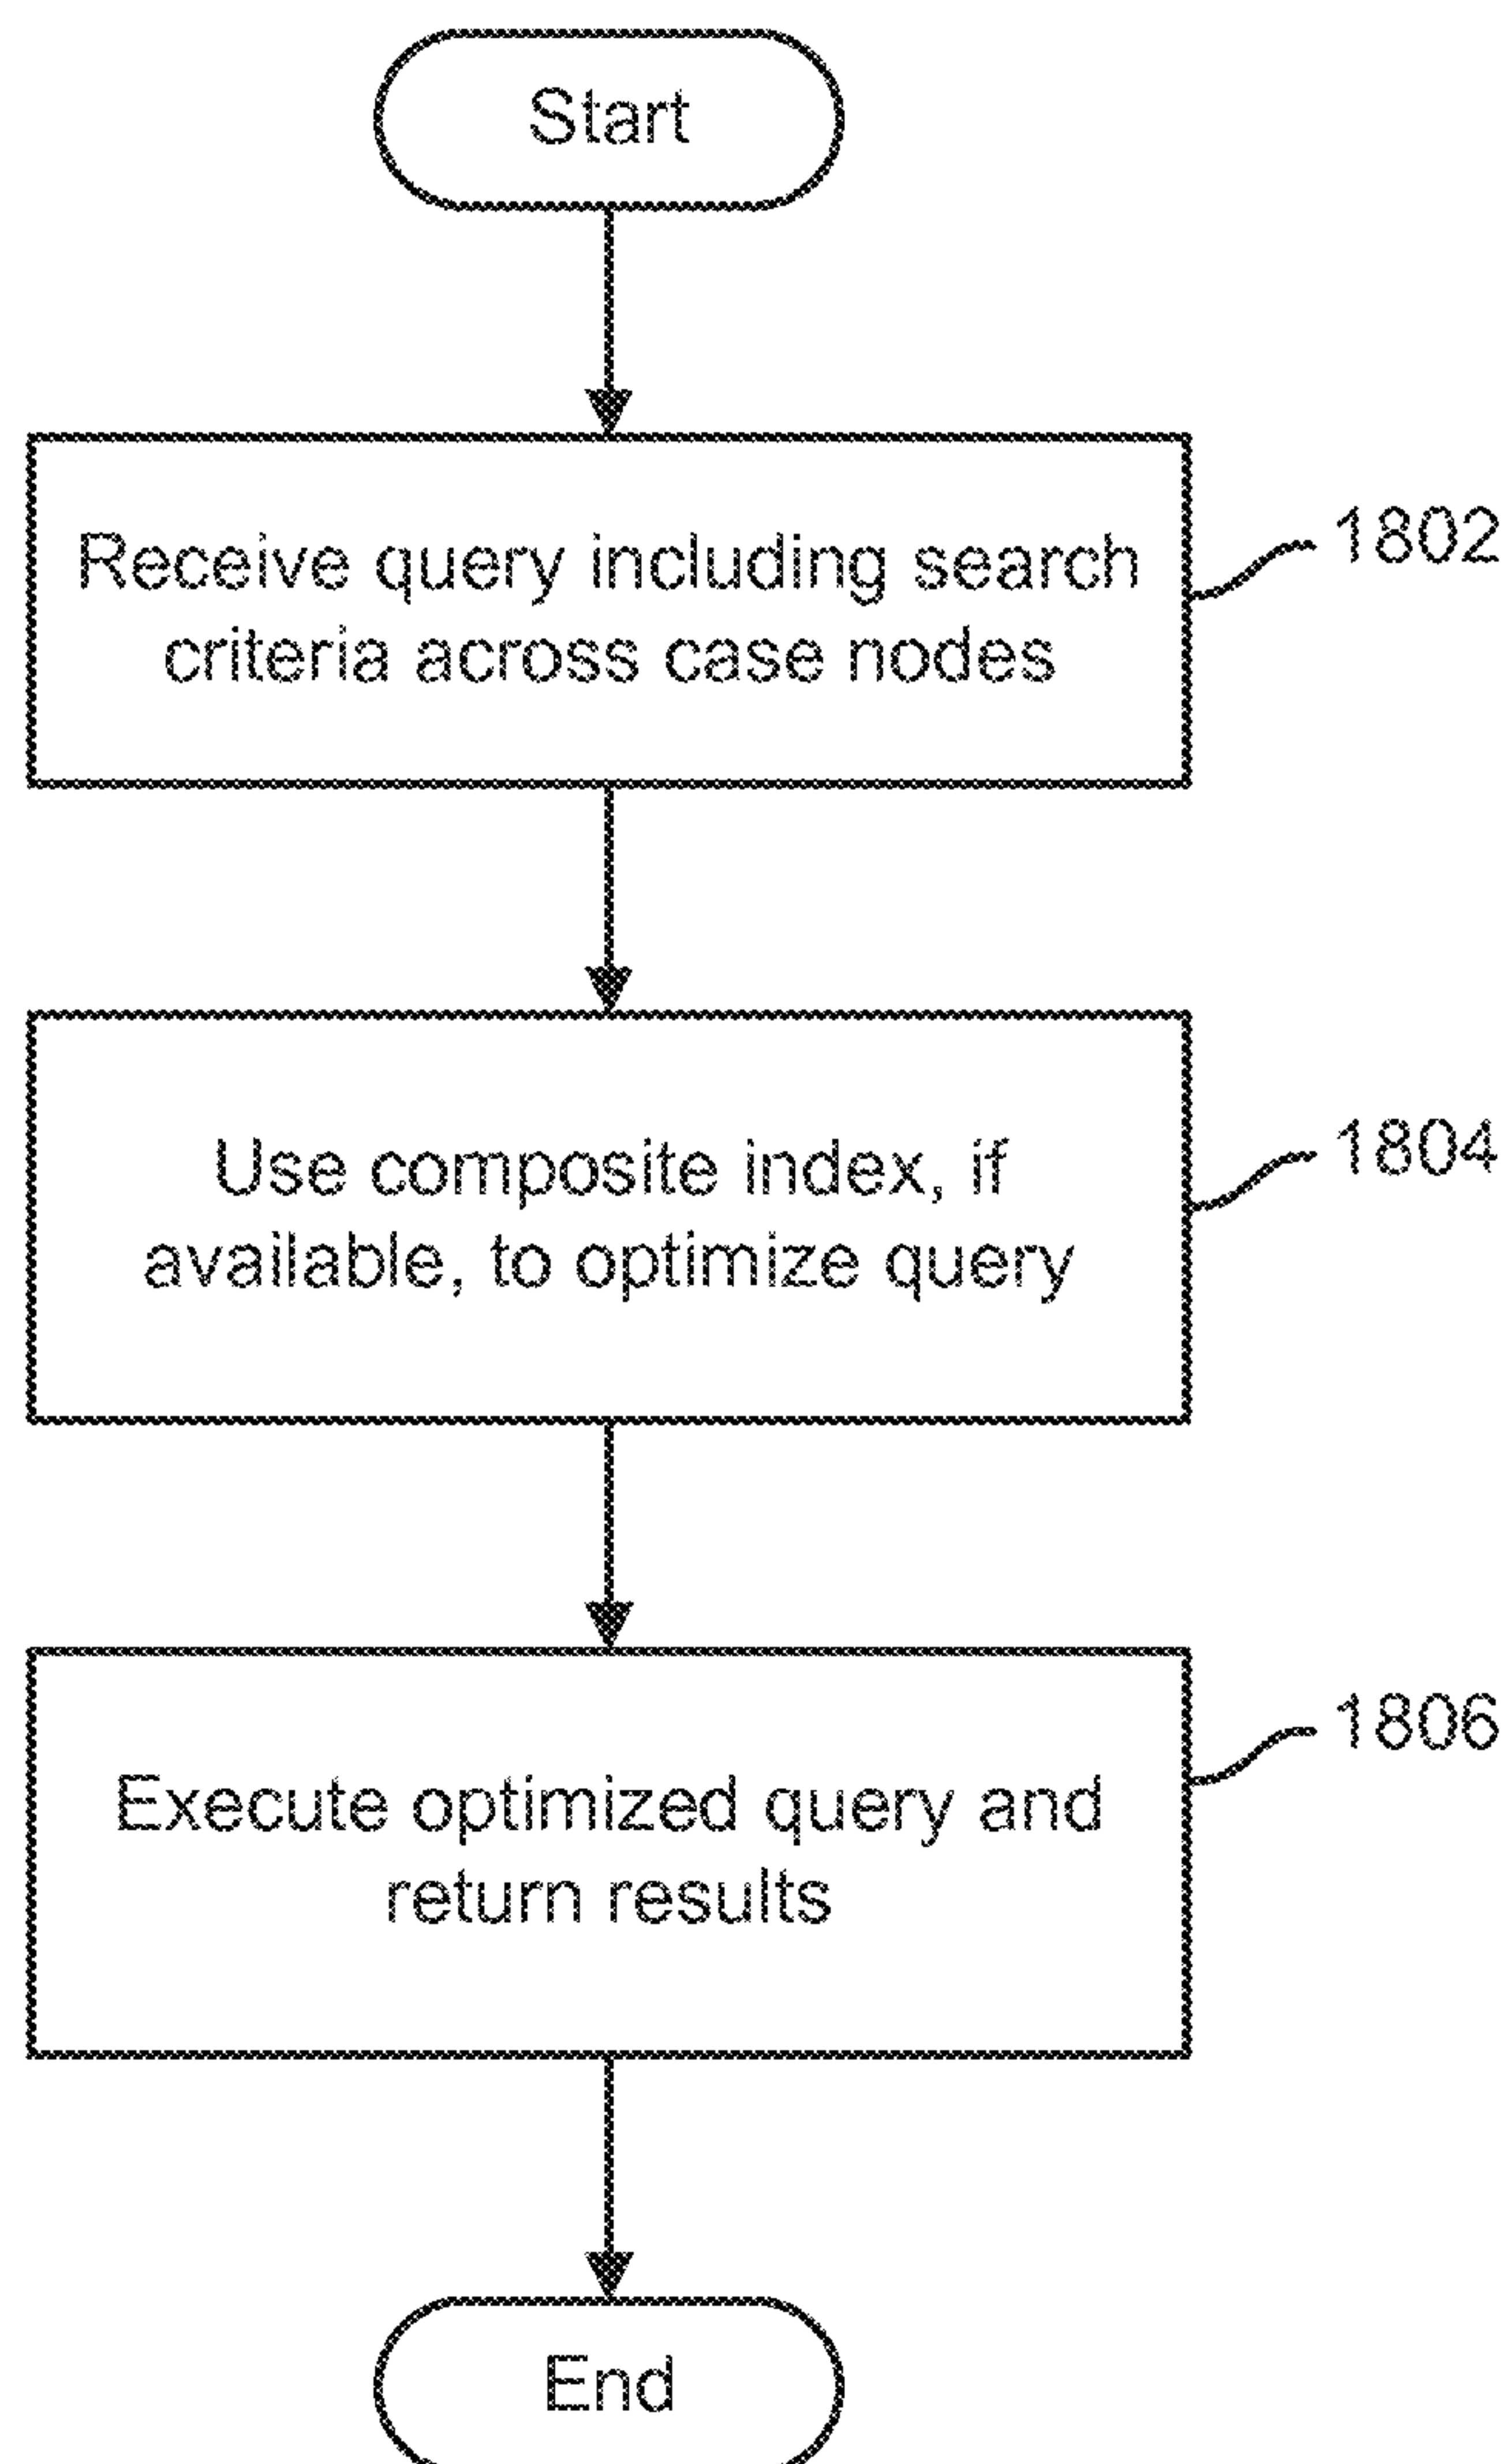 Start
Receive query including search
criteria across case nodes
1802
Use composite index, if
available, to optimize query
1804
Execute optimized query and
return results
1806
End